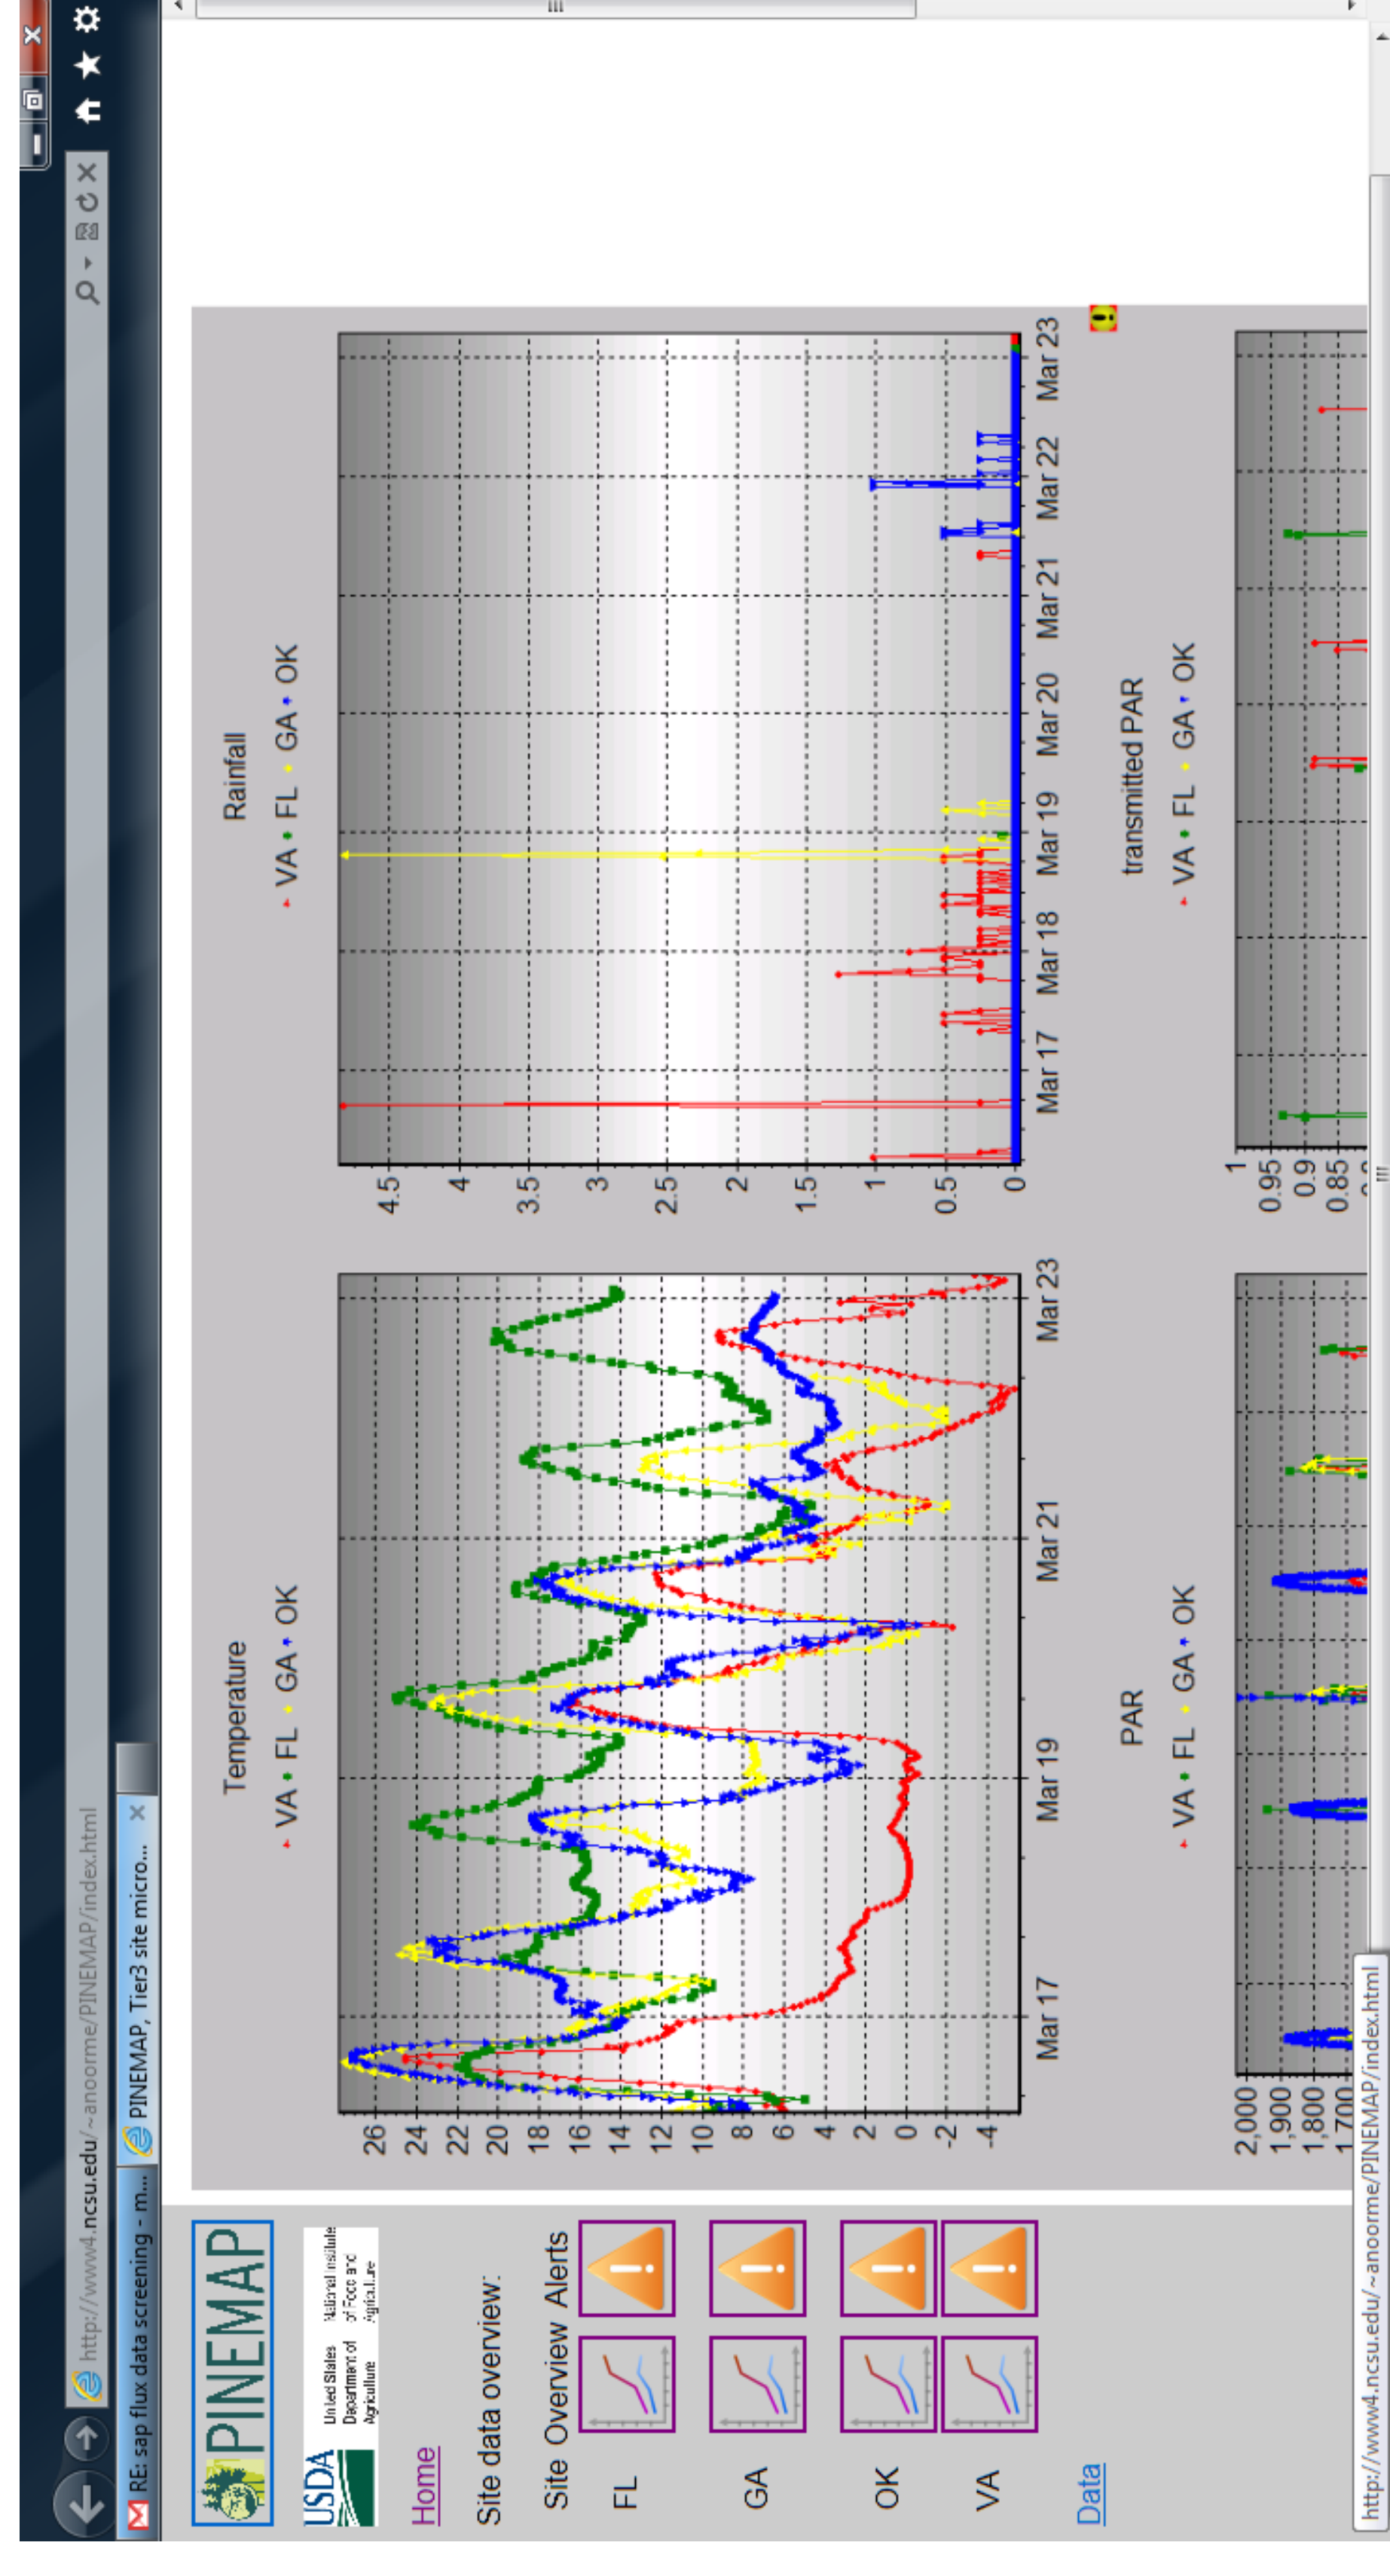 http://www4.ncsu.edu/~anoorme/PINEMAP/index.html
RE: sap flux data screening - m...
PINEMAP, Tier3 site micro...
PINEMAP
USDA
United States
Department of
Agriculture
National Institute
of Food and
Agriculture
Home
Site data overview:
Site Overview Alerts
FL
GA
OK
VA
Data
Temperature
VA FL GA OK
26
24
22
20
18
16
14
12
10
8
6
4
2
0
-2
-4
Mar 17 Mar 19 Mar 21 Mar 23
Rainfall
VA FL GA OK
4.5
4
3.5
3
2.5
2
1.5
1
0.5
0
Mar 17 Mar 18 Mar 19 Mar 20 Mar 21 Mar 22 Mar 23
PAR
VA FL GA OK
2,000
1,900
1,800
1,700
transmitted PAR
VA FL GA OK
1
0.95
0.9
0.85
http://www4.ncsu.edu/~anoorme/PINEMAP/index.html